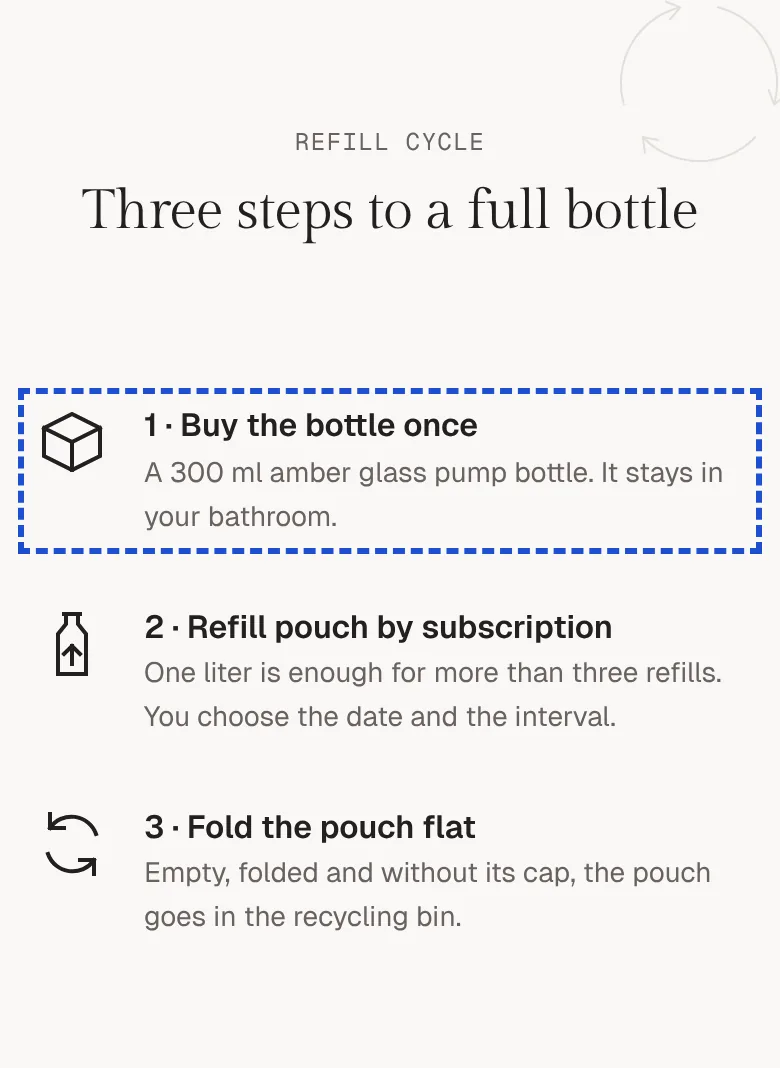 REFILL CYCLE
Three steps to a full bottle
1 · Buy the bottle once
A 300 ml amber glass pump bottle. It stays in
your bathroom.
2 · Refill pouch by subscription
One liter is enough for more than three refills.
You choose the date and the interval.
3 · Fold the pouch flat
Empty, folded and without its cap, the pouch
goes in the recycling bin.